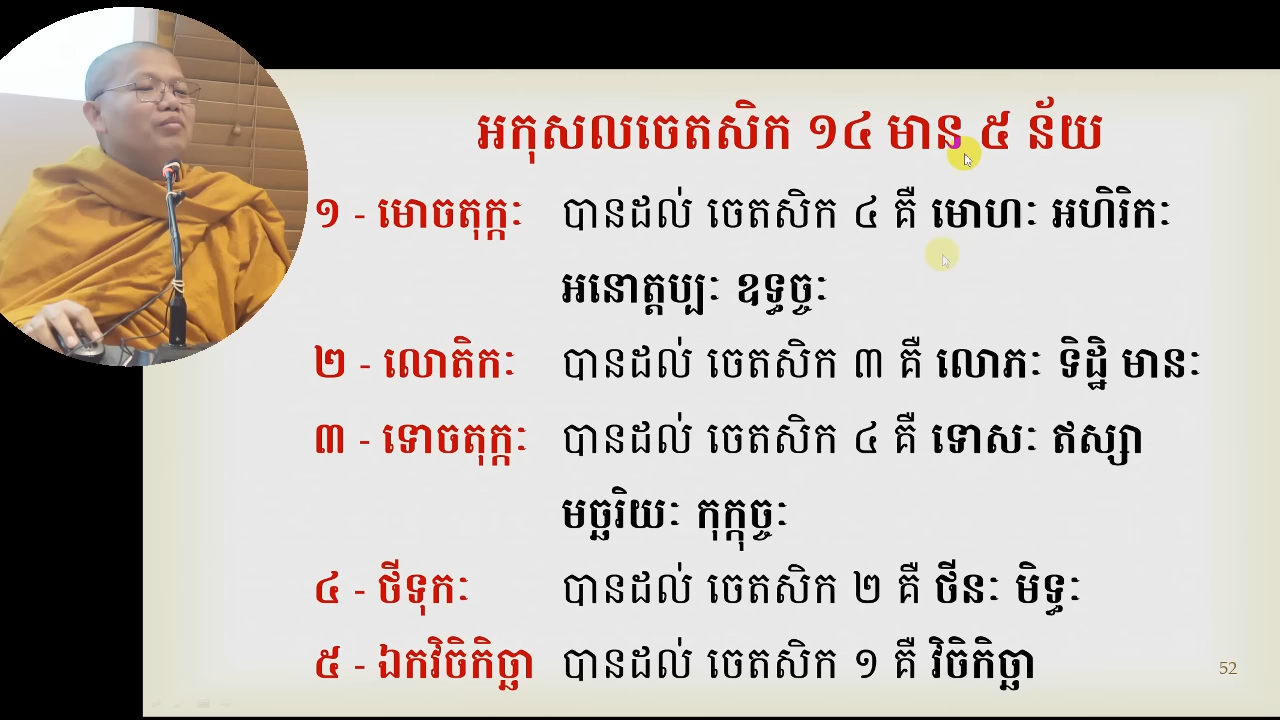 អកុសលចេតសិក ១៤ មាន ៥ ន័យ
១ - មោចតុក្កៈ បានដល់ ចេតសិក ៤ គឺ មោហៈ អហិរិកៈ
អនោត្តប្បៈ ឧទ្ធច្ចៈ
២ - លោតិកៈ បានដល់ ចេតសិក ៣ គឺ លោភៈ ទិដ្ឋិ មានៈ
៣ - ទោចតុក្កៈ បានដល់ ចេតសិក ៤ គឺ ទោសៈ ឥស្សា
មច្ឆរិយៈ កុក្កុច្ចៈ
៤ - ថីទុកៈ បានដល់ ចេតសិក ២ គឺ ថីនៈ មិទ្ធៈ
៥ - ឯកវិចិកិច្ឆា បានដល់ ចេតសិក ១ គឺ វិចិកិច្ឆា
52